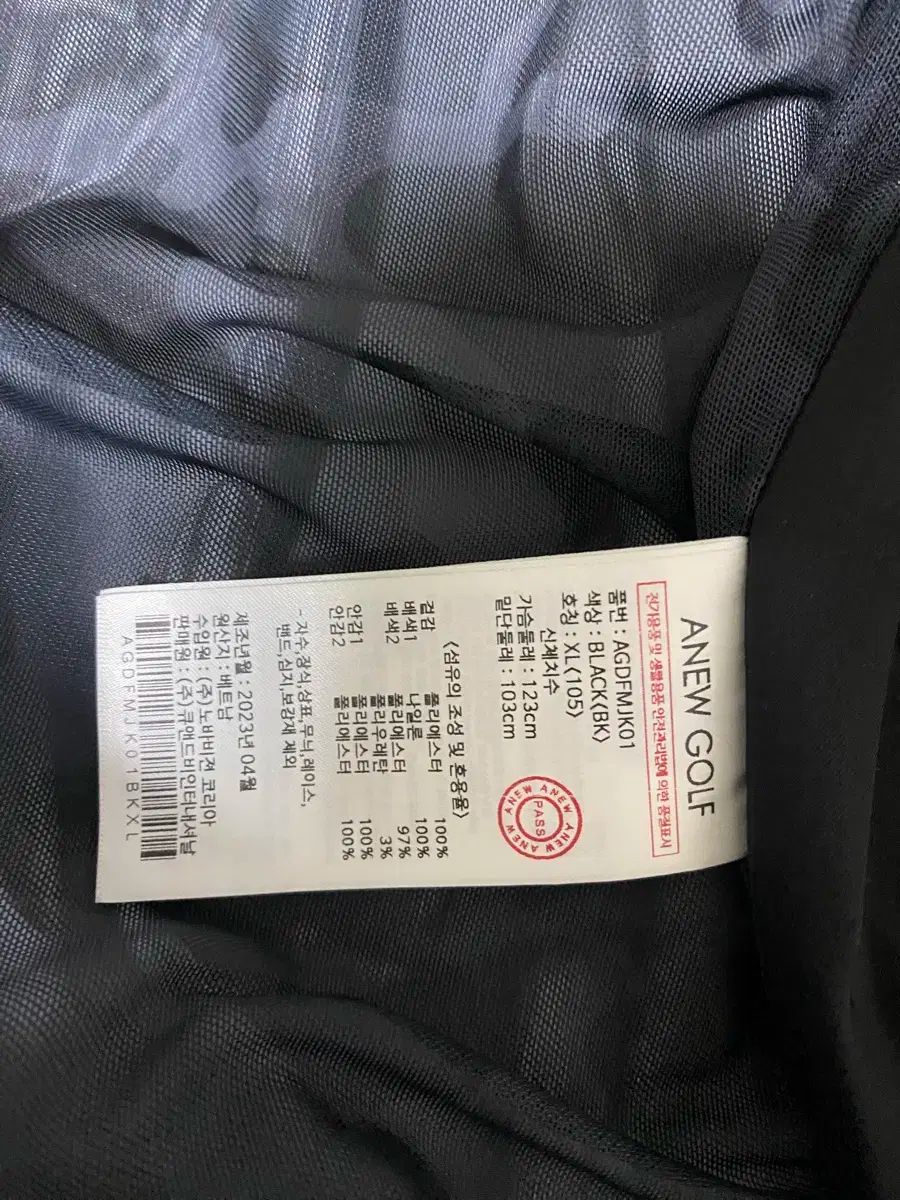 ANEW GOLF
전기용품 및 생활용품 안전관리법에 의한 품질표시
품번 : AGDFMJK01
색상 : BLACK(BK)
호칭 : XL(105)
신체치수
가슴둘레 : 123cm
밑단둘레 : 103cm
ANEW ANEW ANEW ANEW
PASS
<섬유의 조성 및 혼용율>
겉감 폴리에스터 100%
배색1 나일론 100%
배색2 폴리에스터 97%
폴리우레탄 3%
안감1 폴리에스터 100%
안감2 폴리에스터 100%
- 자수,장식,상표,무늬,레이스,
밴드,심지,보강재 제외
제조년월 : 2023년 04월
원산지 : 베트남
수입원 : (주) 노바비젼 코리아
판매원 : (주)큐앤드비인터내셔날
AGDFMJK01BKXL